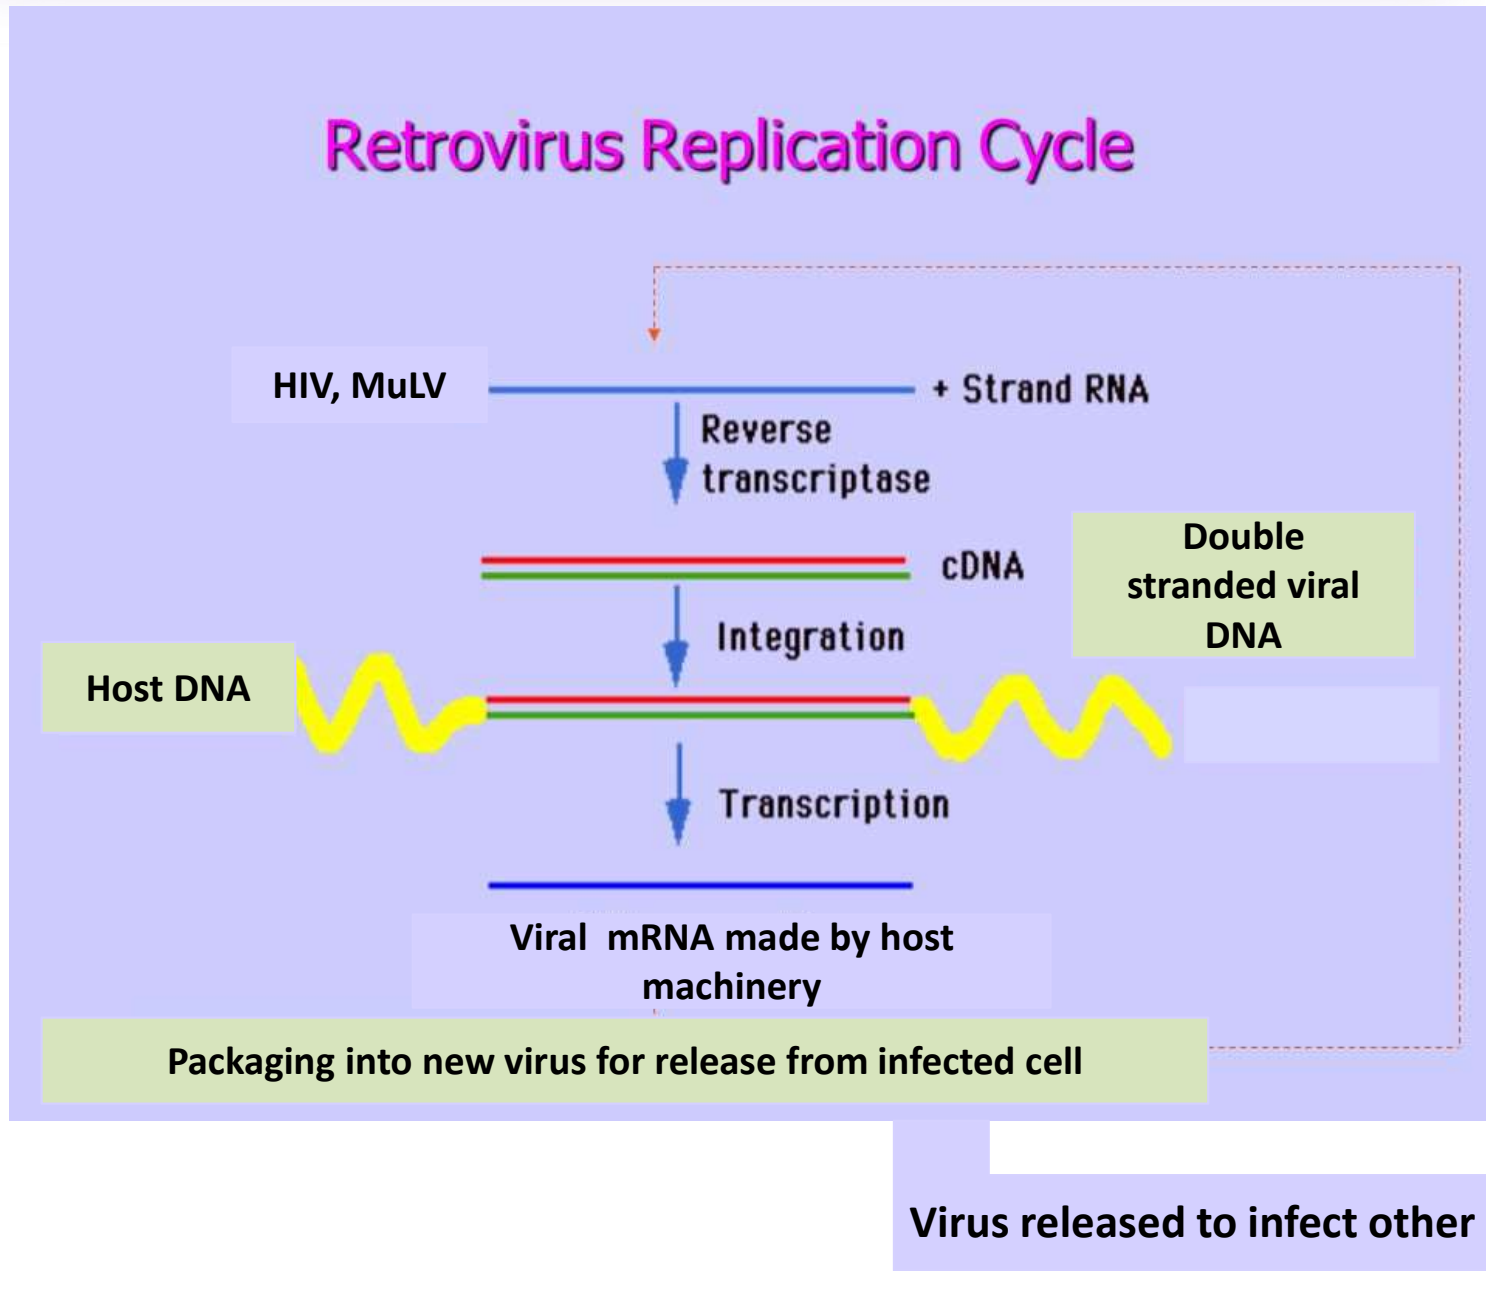 Retrovirus Replication Cycle
HIV, MuLV
+ Strand RNA
Reverse
transcriptase
cDNA
Double
stranded viral
DNA
Integration
Host DNA
Transcription
Viral mRNA made by host
machinery
Packaging into new virus for release from infected cell
Virus released to infect other